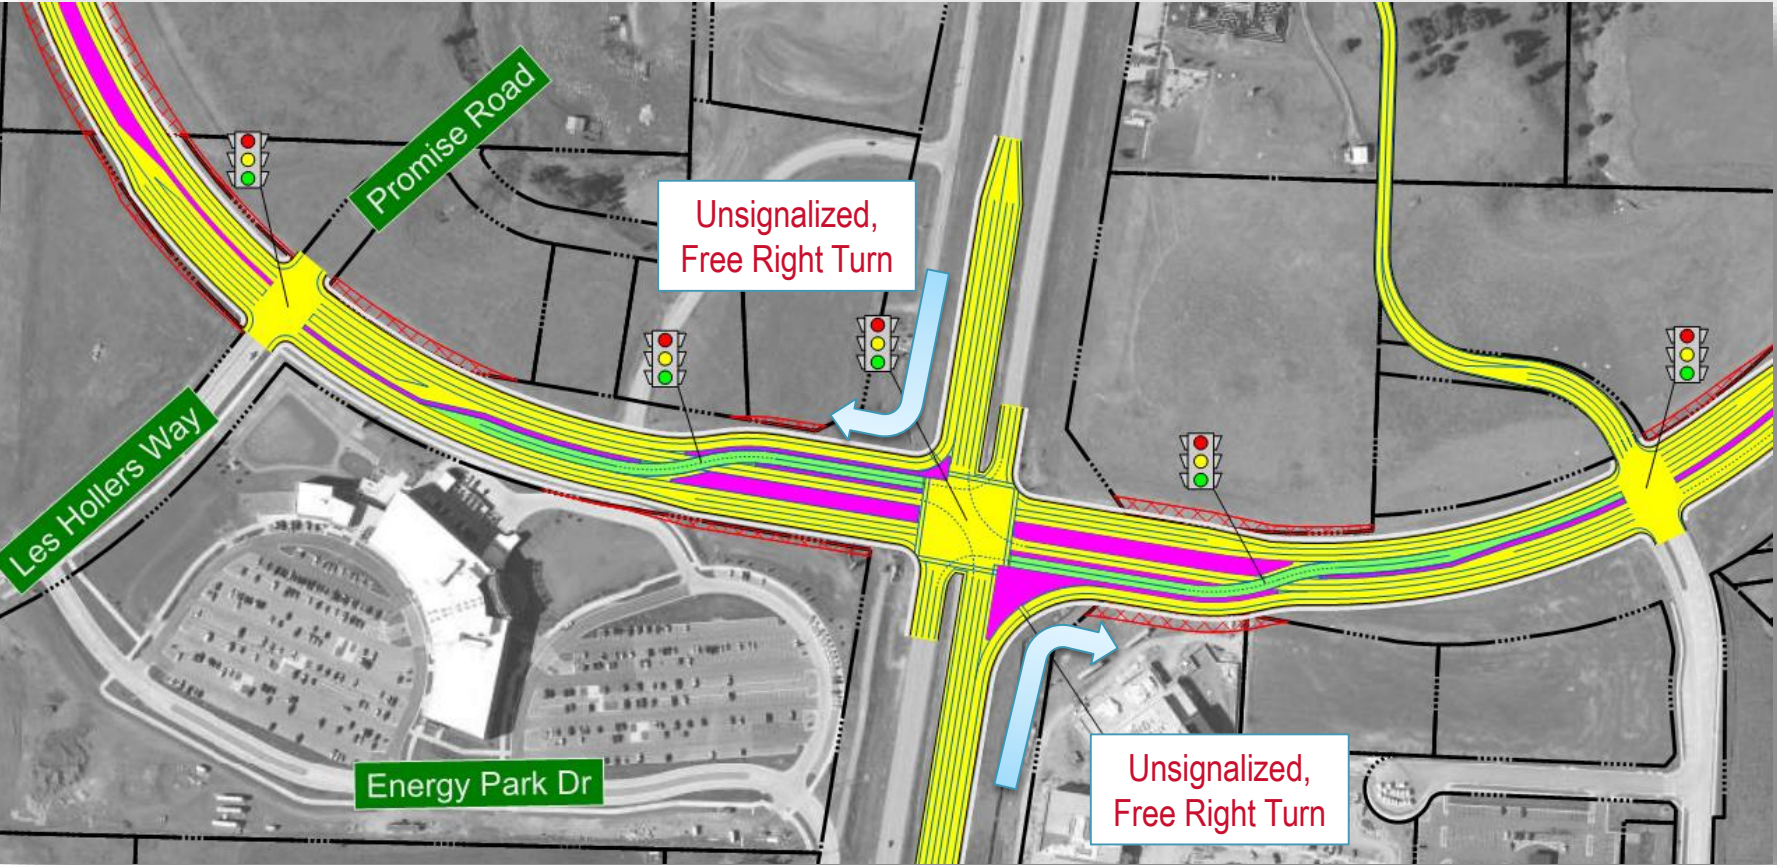 Promise Road
Unsignalized,
Free Right Turn
Les Hollers Way
Energy Park Dr
Unsignalized,
Free Right Turn